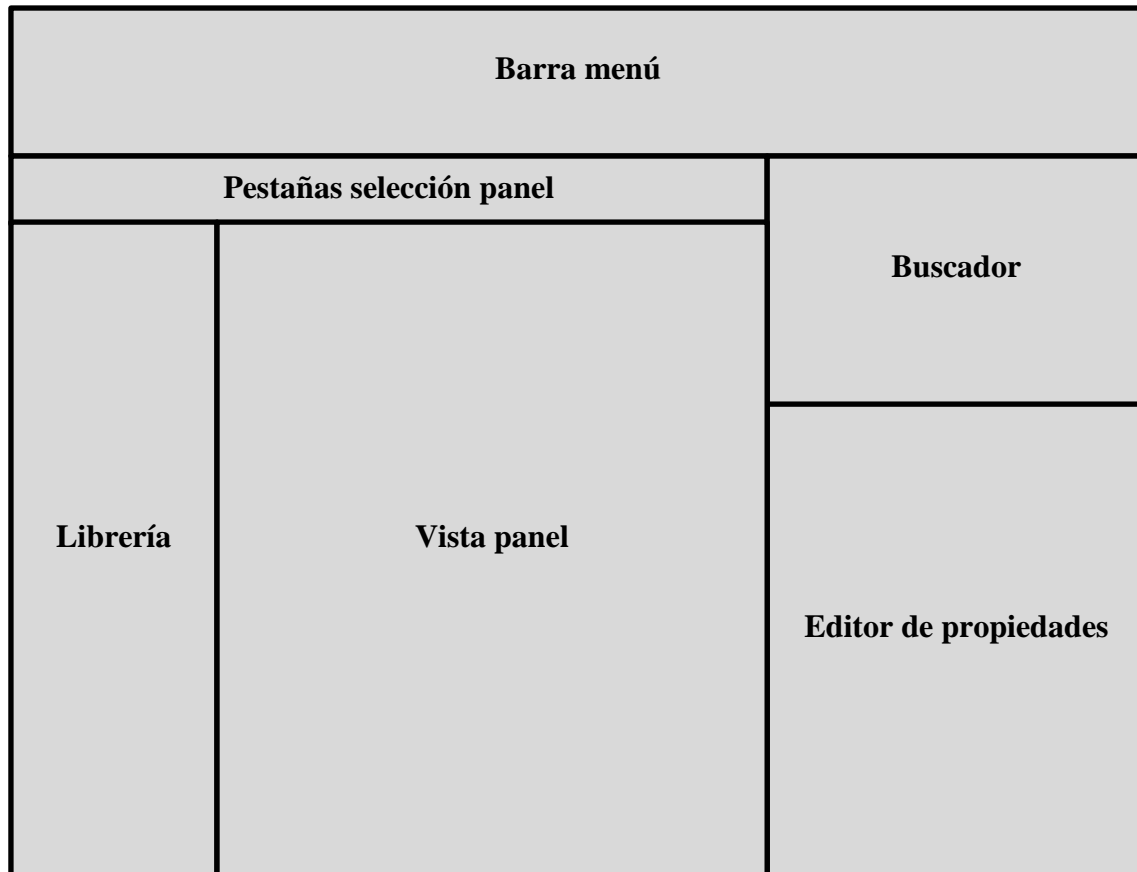 Barra menú
Pestañas selección panel
Buscador
Librería
Vista panel
Editor de propiedades